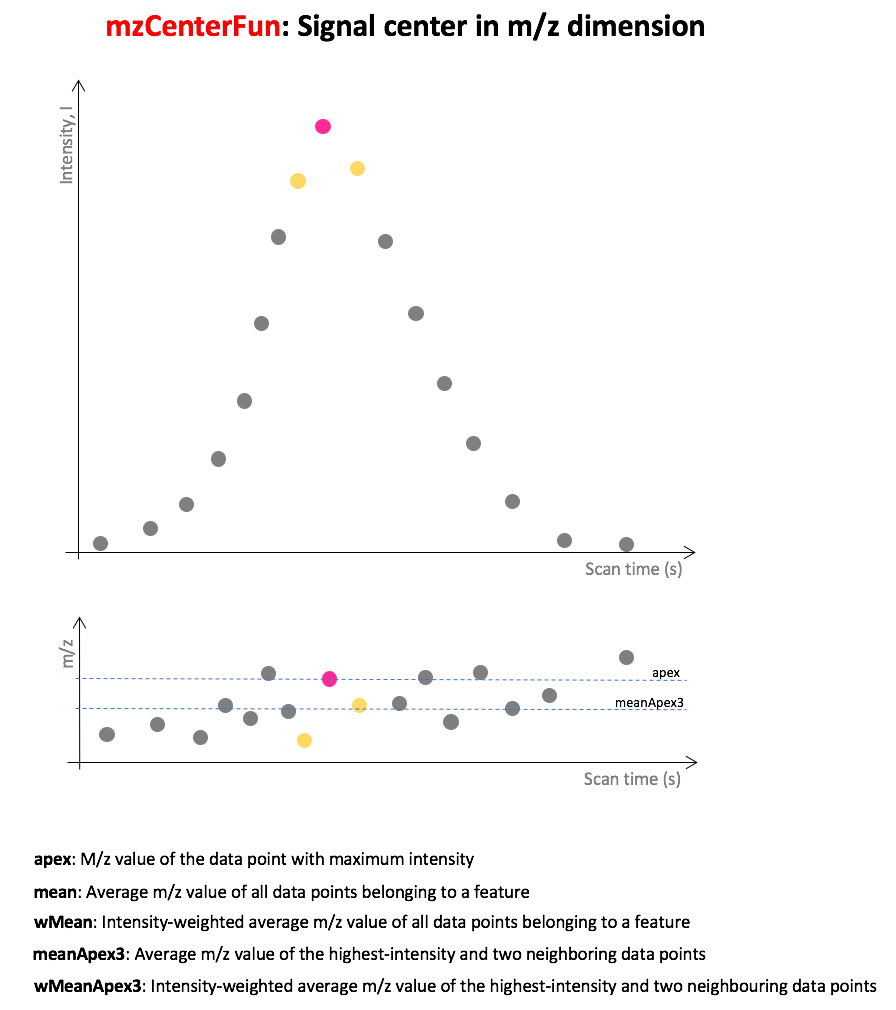 mzCenterFun: Signal center in m/z dimension
Intensity, I
Scan time (s)
m/z
apex
meanApex3
Scan time (s)
apex: M/z value of the data point with maximum intensity
mean: Average m/z value of all data points belonging to a feature
wMean: Intensity-weighted average m/z value of all data points belonging to a feature
meanApex3: Average m/z value of the highest-intensity and two neighboring data points
wMeanApex3: Intensity-weighted average m/z value of the highest-intensity and two neighbouring data points